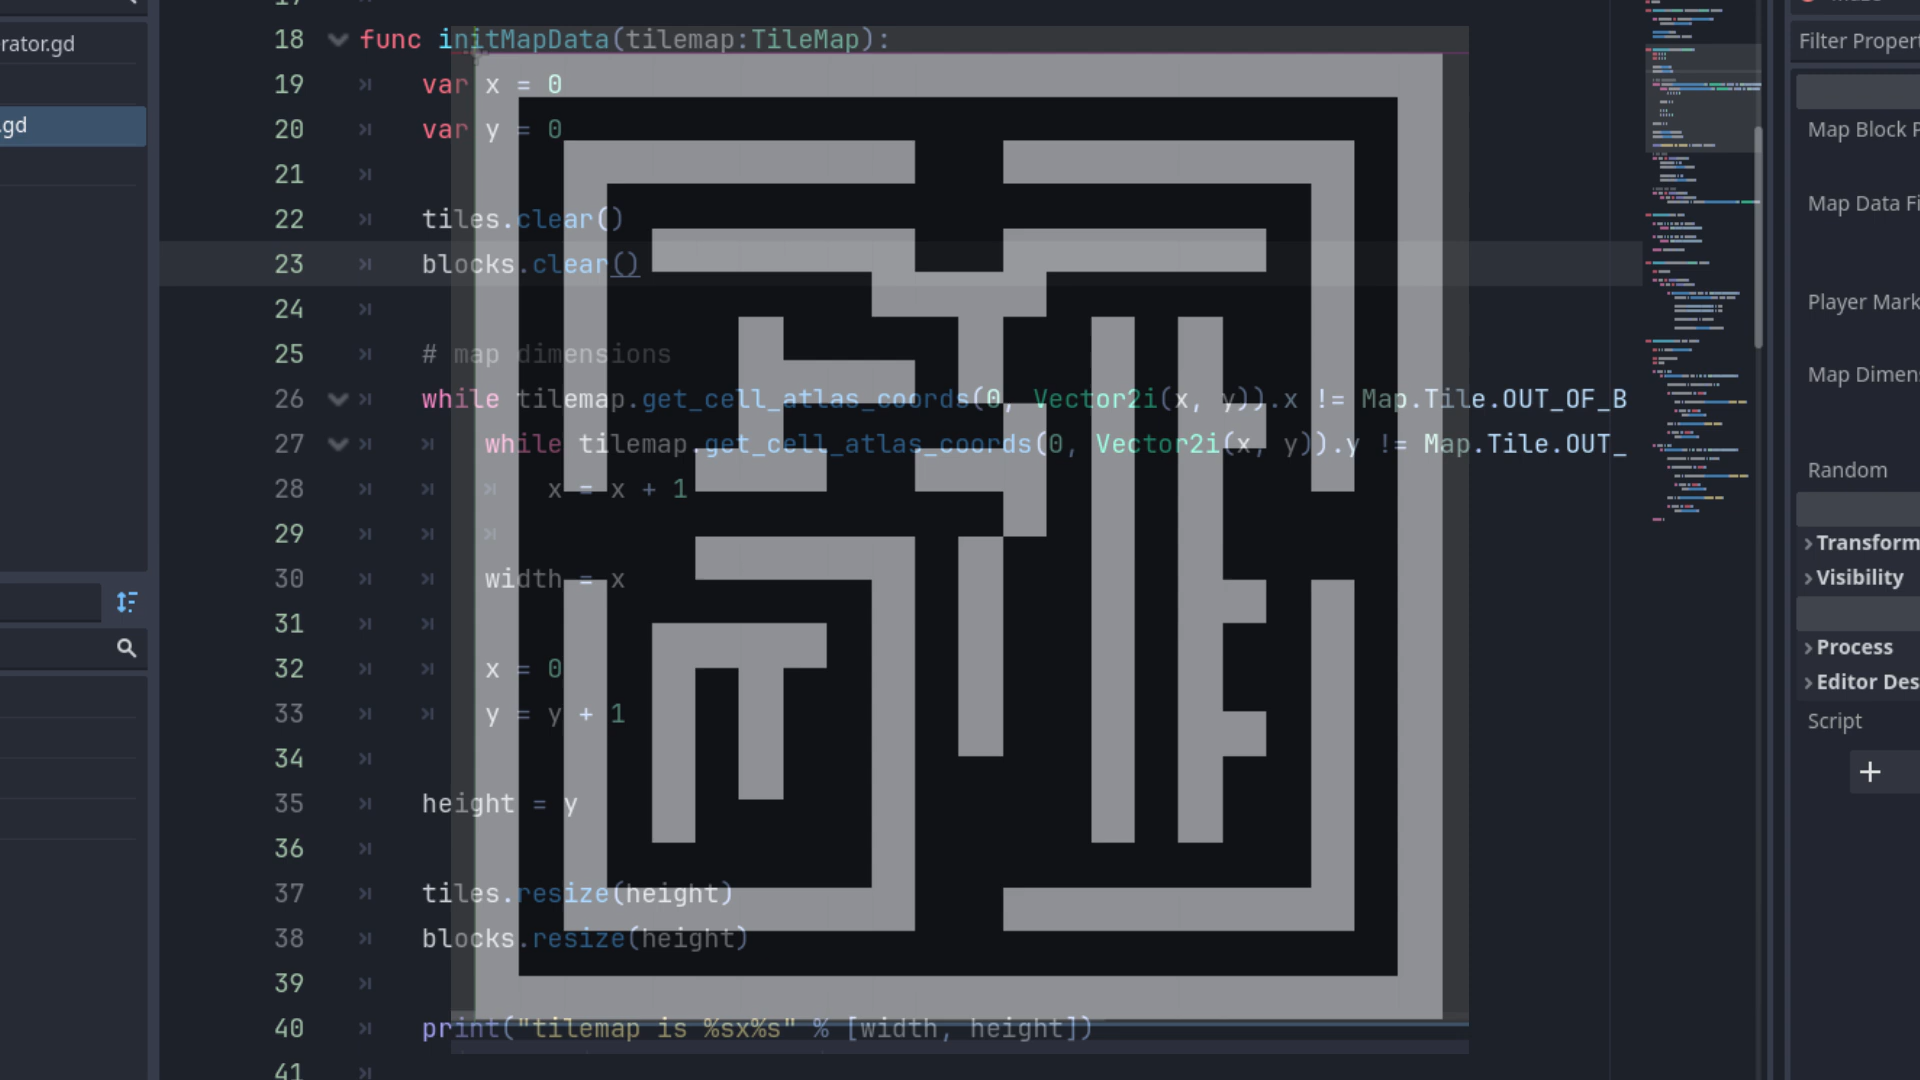 rator.gd
.gd
18 func initMapData(tilemap:TileMap):
19 var x = 0
20 var y = 0
21
22 tiles.clear()
23 blocks.clear()
24
25 # map dimensions
26 while tilemap.get_cell_atlas_coords(0, Vector2i(x, y)).x != Map.Tile.OUT_OF_B
27 while tilemap.get_cell_atlas_coords(0, Vector2i(x, y)).y != Map.Tile.OUT_
28 x = x + 1
29
30 width = x
31
32 x = 0
33 y = y + 1
34
35 height = y
36
37 tiles.resize(height)
38 blocks.resize(height)
39
40 print("tilemap is %sx%s" % [width, height])
41
Filter Propert
Map Block P
Map Data Fi
Player Mark
Map Dimens
Random
Transform
Visibility
Process
Editor Des
Script